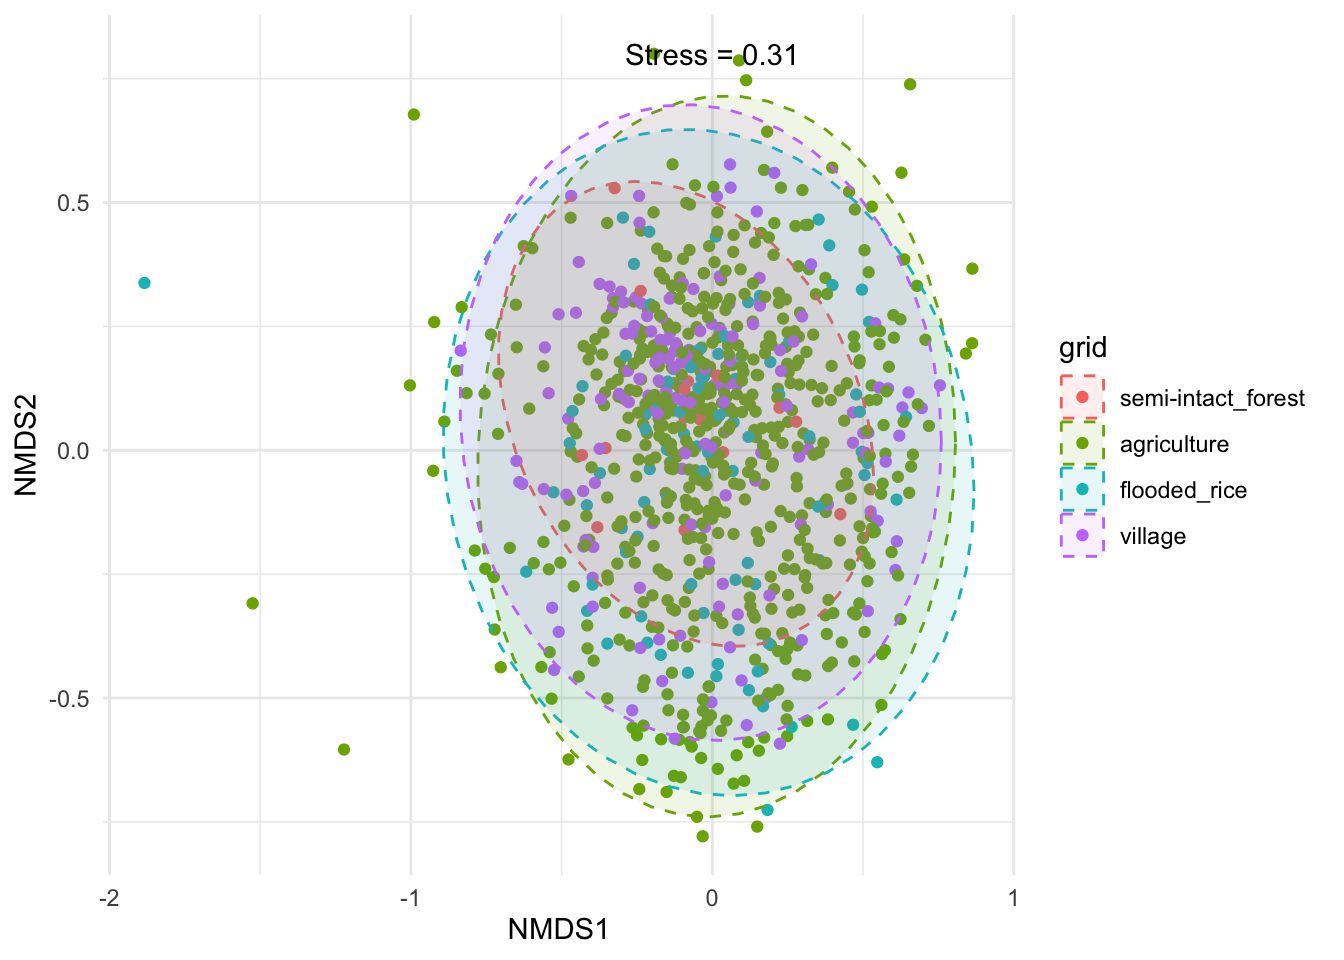 Stress = 0.31
0.5
0.0
-0.5
NMDS2
-2
-1
0
1
NMDS1
grid
semi-intact_forest
agriculture
flooded_rice
village